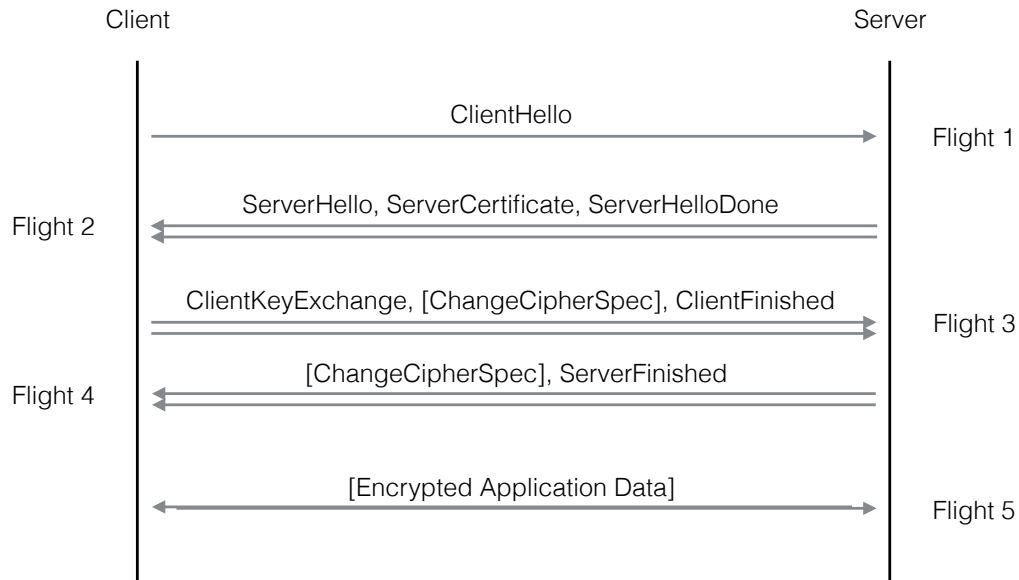 Client
Server
ClientHello
Flight 1
ServerHello, ServerCertificate, ServerHelloDone
Flight 2
ClientKeyExchange, [ChangeCipherSpec], ClientFinished
Flight 3
[ChangeCipherSpec], ServerFinished
Flight 4
[Encrypted Application Data]
Flight 5